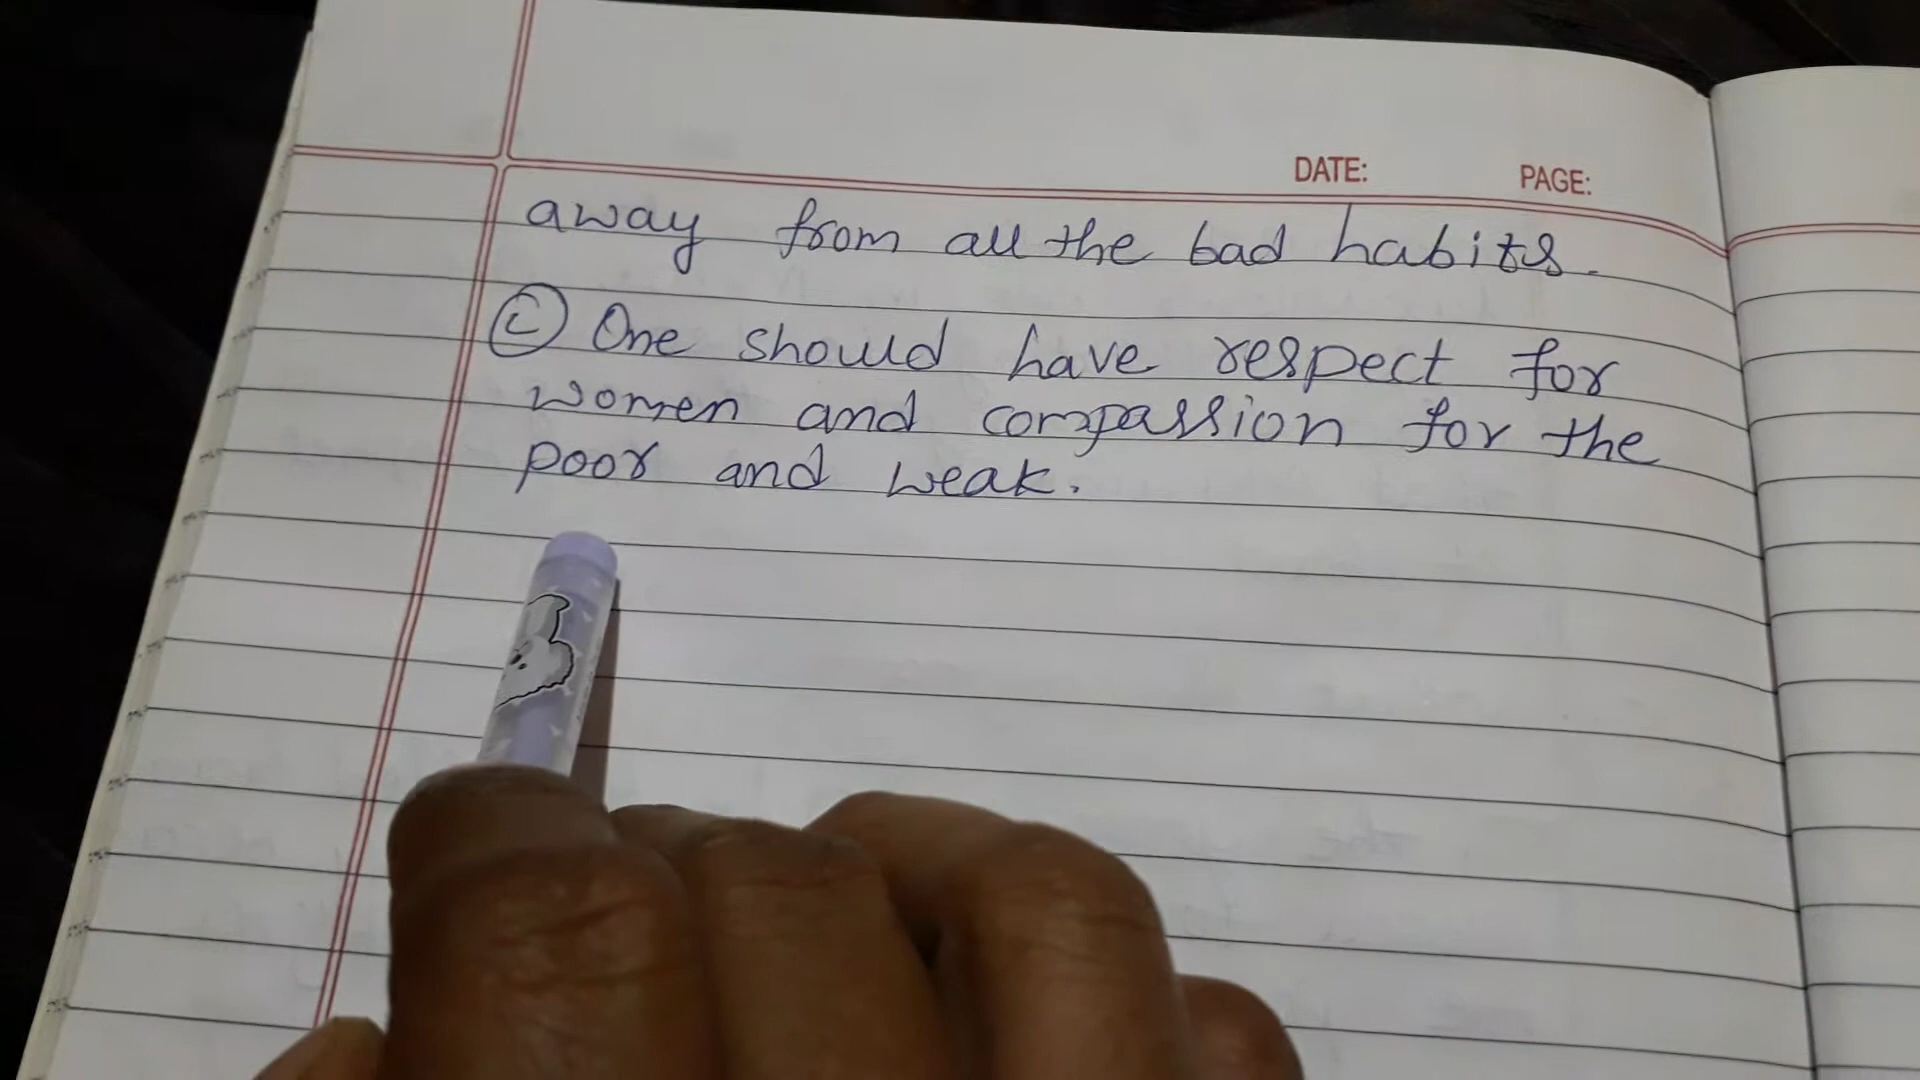 DATE: PAGE:
away from all the bad habits.
(c) One should have respect for
women and compassion for the
poor and weak.